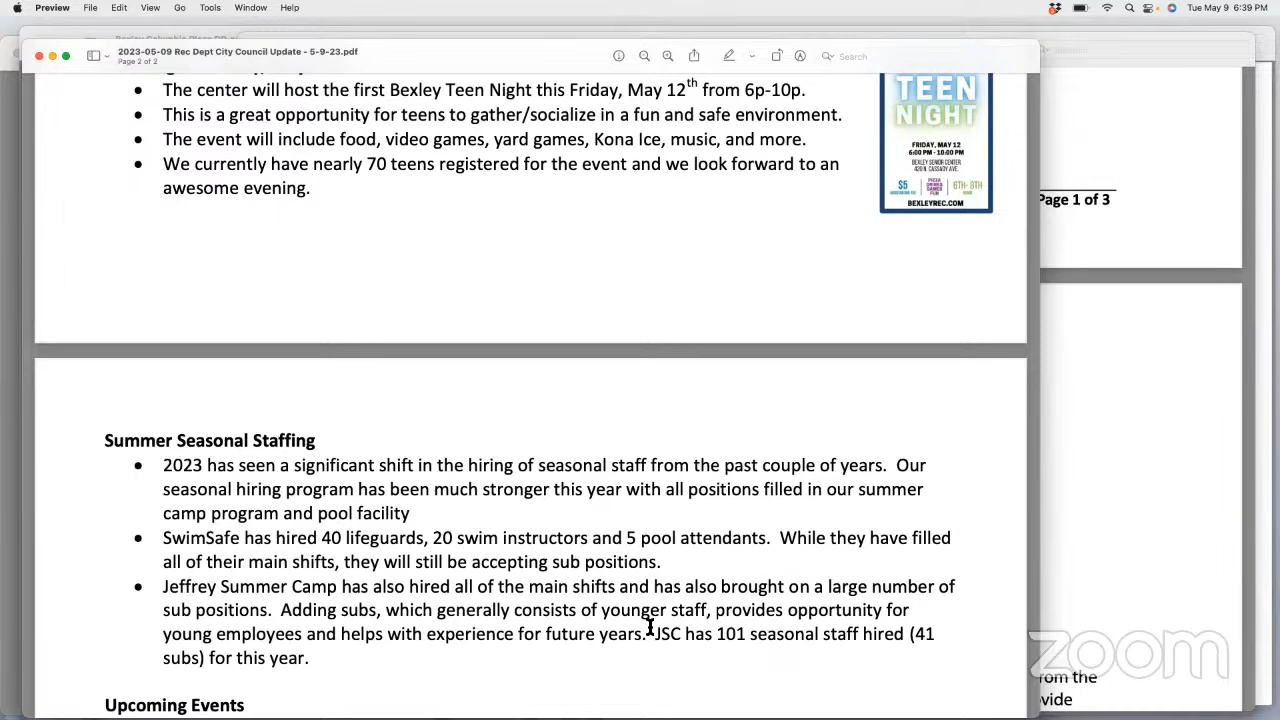 Preview File Edit View Go Tools Window Help Tue May 9 6:39 PM
2023-05-09 Rec Dept City Council Update - 5-9-23.pdf
Page 2 of 2
Search
• The center will host the first Bexley Teen Night this Friday, May 12th from 6p-10p.
• This is a great opportunity for teens to gather/socialize in a fun and safe environment.
• The event will include food, video games, yard games, Kona Ice, music, and more.
• We currently have nearly 70 teens registered for the event and we look forward to an
awesome evening.
TEEN
NIGHT
FRIDAY, MAY 12
6:00 PM - 10:00 PM
BEXLEY SENIOR CENTER
420 N. CASSADY AVE.
$5
6TH-8TH
BEXLEYREC.COM
Page 1 of 3
Summer Seasonal Staffing
• 2023 has seen a significant shift in the hiring of seasonal staff from the past couple of years. Our
seasonal hiring program has been much stronger this year with all positions filled in our summer
camp program and pool facility
• SwimSafe has hired 40 lifeguards, 20 swim instructors and 5 pool attendants. While they have filled
all of their main shifts, they will still be accepting sub positions.
• Jeffrey Summer Camp has also hired all of the main shifts and has also brought on a large number of
sub positions. Adding subs, which generally consists of younger staff, provides opportunity for
young employees and helps with experience for future years. JSC has 101 seasonal staff hired (41
subs) for this year.
Upcoming Events
zoom
from the
ovide